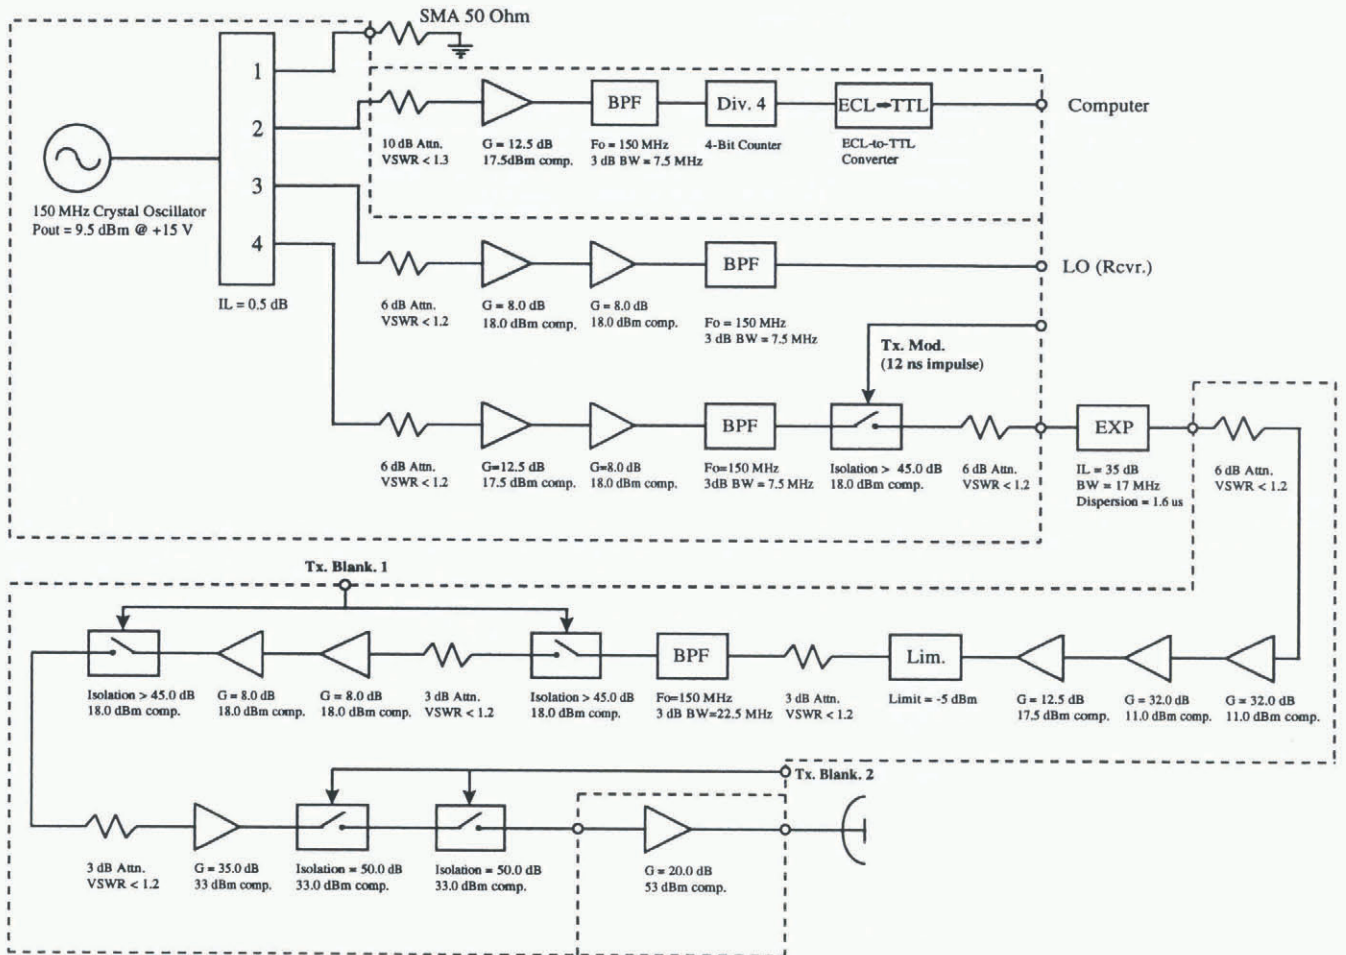 SMA 50 Ohm
1
2
3
4
BPF
Div. 4
ECL➡TTL
Computer
10 dB Attn.
VSWR < 1.3
G = 12.5 dB
17.5dBm comp.
Fo = 150 MHz
3 dB BW = 7.5 MHz
4-Bit Counter
ECL-to-TTL
Converter
150 MHz Crystal Oscillator
Pout = 9.5 dBm @ +15 V
IL = 0.5 dB
BPF
LO (Rcvr.)
6 dB Attn.
VSWR < 1.2
G = 8.0 dB
18.0 dBm comp.
G = 8.0 dB
18.0 dBm comp.
Fo = 150 MHz
3 dB BW = 7.5 MHz
Tx. Mod.
(12 ns impulse)
BPF
EXP
6 dB Attn.
VSWR < 1.2
G=12.5 dB
17.5 dBm comp.
G=8.0 dB
18.0 dBm comp.
Fo=150 MHz
3dB BW = 7.5 MHz
Isolation > 45.0 dB
18.0 dBm comp.
6 dB Attn.
VSWR < 1.2
IL = 35 dB
BW = 17 MHz
Dispersion = 1.6 us
6 dB Attn.
VSWR < 1.2
Tx. Blank. 1
BPF
Lim.
Isolation > 45.0 dB
18.0 dBm comp.
G = 8.0 dB
18.0 dBm comp.
G = 8.0 dB
18.0 dBm comp.
3 dB Attn.
VSWR < 1.2
Isolation > 45.0 dB
18.0 dBm comp.
Fo=150 MHz
3 dB BW=22.5 MHz
3 dB Attn.
VSWR < 1.2
Limit = -5 dBm
G = 12.5 dB
17.5 dBm comp.
G = 32.0 dB
11.0 dBm comp.
G = 32.0 dB
11.0 dBm comp.
Tx. Blank. 2
3 dB Attn.
VSWR < 1.2
G = 35.0 dB
33 dBm comp.
Isolation = 50.0 dB
33.0 dBm comp.
Isolation = 50.0 dB
33.0 dBm comp.
G = 20.0 dB
53 dBm comp.